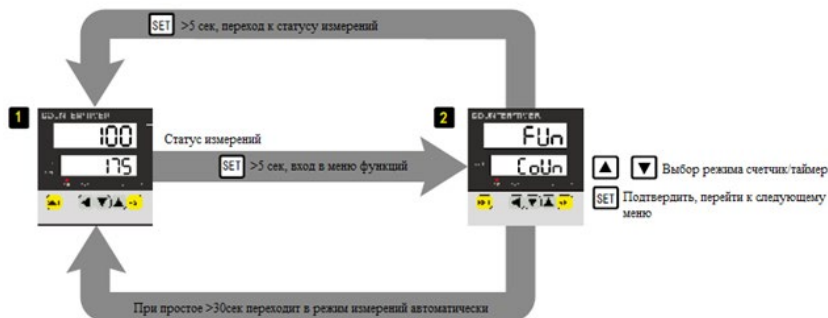 SET >5 сек, переход к статусу измерений
1
2
100
175
Статус измерений
SET >5 сек, вход в меню функций
FUn
CoUn
▲ ▼ Выбор режима счетчик/таймер
SET Подтвердить, перейти к следующему
меню
При простое >30сек переходит в режим измерений автоматически